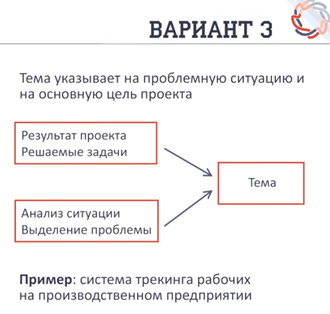 ВАРИАНТ 3
Тема указывает на проблемную ситуацию и
на основную цель проекта
Результат проекта
Решаемые задачи
Тема
Анализ ситуации
Выделение проблемы
Пример: система трекинга рабочих
на производственном предприятии